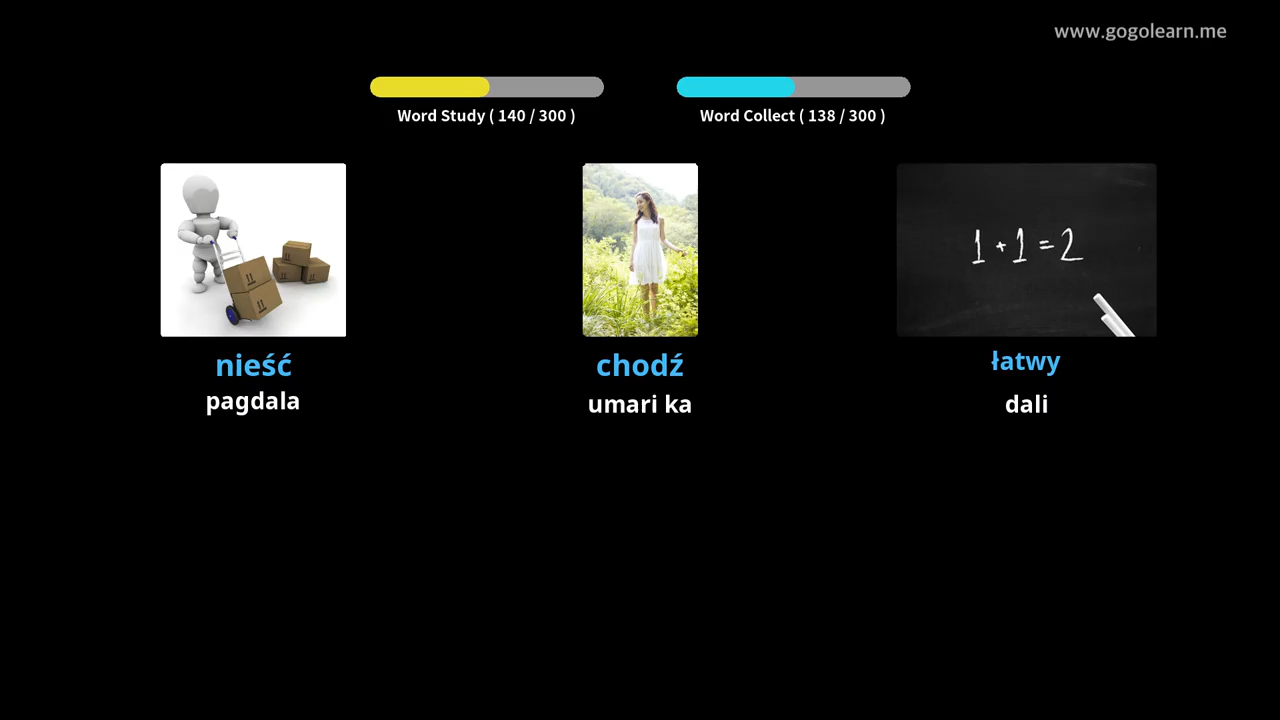 www.gogolearn.me
Word Study ( 140 / 300 )
Word Collect ( 138 / 300 )
1 + 1 = 2
nieść
chodź
łatwy
pagdala
umari ka
dali